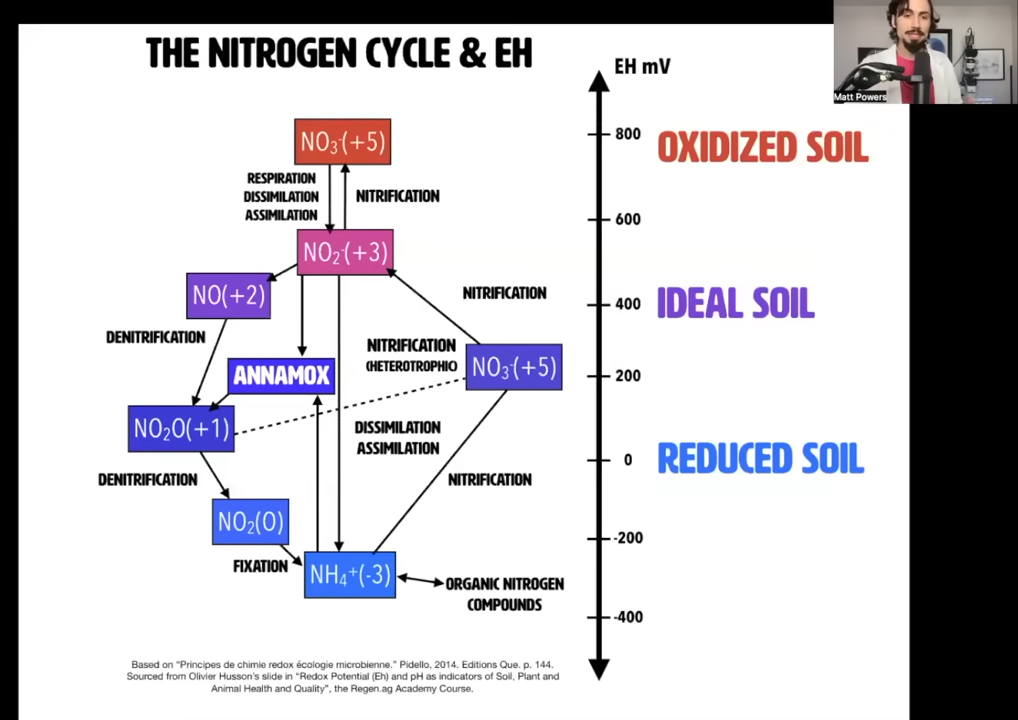 THE NITROGEN CYCLE & EH
EH mV
Matt Powers
NO₃⁻(+5)
800
OXIDIZED SOIL
RESPIRATION
DISSIMILATION
ASSIMILATION
NITRIFICATION
600
NO₂⁻(+3)
NO(+2)
NITRIFICATION
400
IDEAL SOIL
DENITRIFICATION
NITRIFICATION
(HETEROTROPHIC)
NO₃⁻(+5)
ANNAMOX
200
NO₂O(+1)
DISSIMILATION
ASSIMILATION
0
REDUCED SOIL
DENITRIFICATION
NITRIFICATION
NO₂(O)
-200
FIXATION
NH₄⁺(-3)
ORGANIC NITROGEN
COMPOUNDS
-400
Based on "Principes de chimie redox écologie microbienne." Pidello, 2014. Editions Que. p. 144.
Sourced from Olivier Husson's slide in "Redox Potential (Eh) and pH as indicators of Soil, Plant and
Animal Health and Quality", the Regen.ag Academy Course.